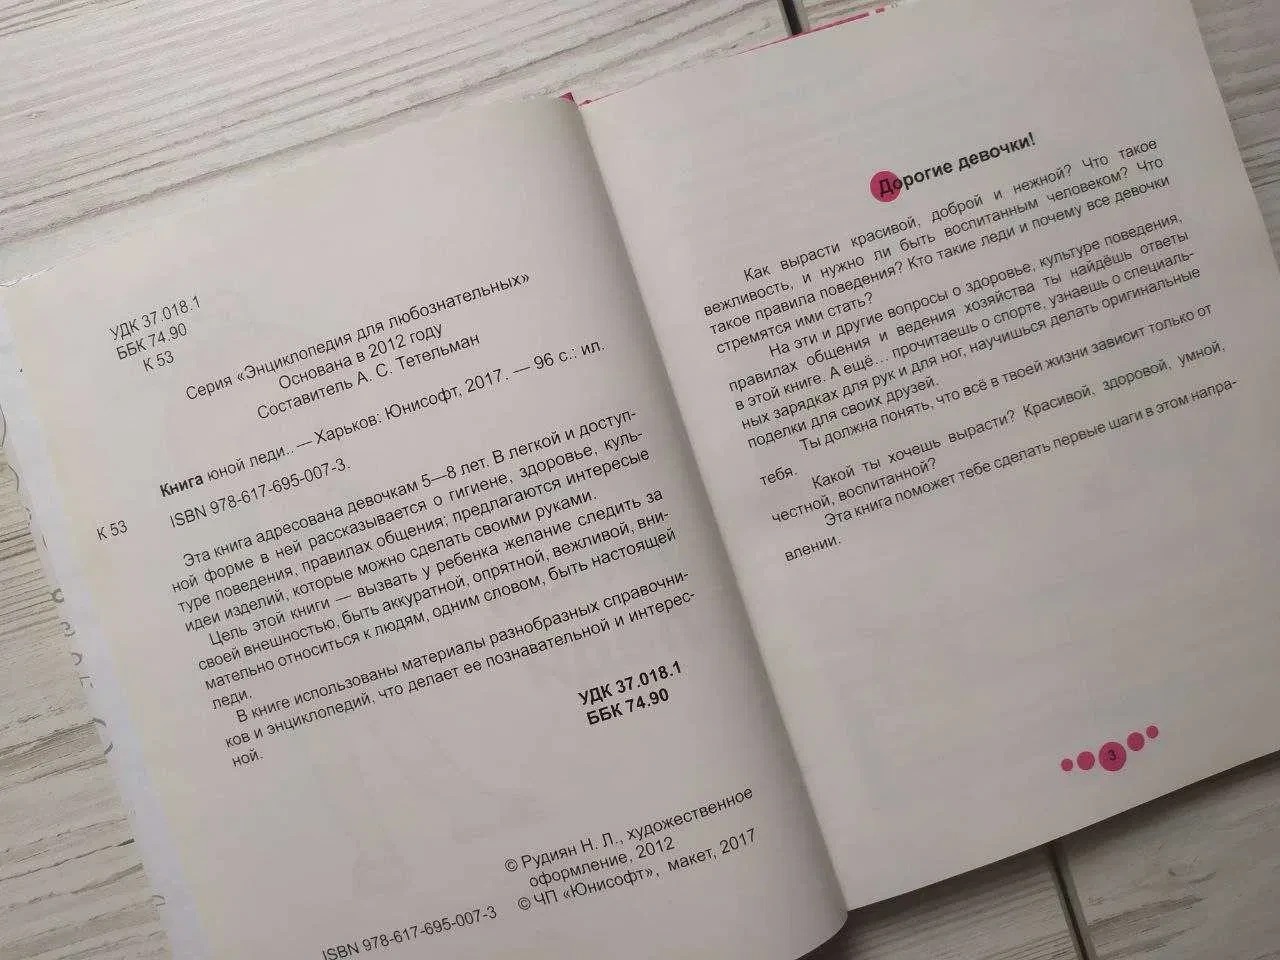 УДК 37.018.1
ББК 74.90
К 53
Серия «Энциклопедия для любознательных»
Основана в 2012 году
Составитель А. С. Тетельман
Книга юной леди.. — Харьков: Юнисофт, 2017. — 96 с.: ил.
К 53
ISBN 978-617-695-007-3.
Эта книга адресована девочкам 5—8 лет. В легкой и доступ-
ной форме в ней рассказывается о гигиене, здоровье, куль-
туре поведения, правилах общения; предлагаются интересые
идеи изделий, которые можно сделать своими руками.
Цель этой книги — вызвать у ребенка желание следить за
своей внешностью, быть аккуратной, опрятной, вежливой, вни-
мательно относиться к людям, одним словом, быть настоящей
леди.
В книге использованы материалы разнобразных справочни-
ков и энциклопедий, что делает ее познавательной и интерес-
ной.
УДК 37.018.1
ББК 74.90
© Рудиян Н. Л., художественное
оформление, 2012
© ЧП «Юнисофт», макет, 2017
ISBN 978-617-695-007-3
Дорогие девочки!
Как вырасти красивой, доброй и нежной? Что такое
вежливость, и нужно ли быть воспитанным человеком? Что
такое правила поведения? Кто такие леди и почему все девочки
стремятся ими стать?
На эти и другие вопросы о здоровье, культуре поведения,
правилах общения и ведения хозяйства ты найдёшь ответы
в этой книге. А ещё... прочитаешь о спорте, узнаешь о специаль-
ных зарядках для рук и для ног, научишься делать оригинальные
поделки для своих друзей.
Ты должна понять, что всё в твоей жизни зависит только от
тебя.
Какой ты хочешь вырасти? Красивой, здоровой, умной,
честной, воспитанной?
Эта книга поможет тебе сделать первые шаги в этом напра-
влении.
3